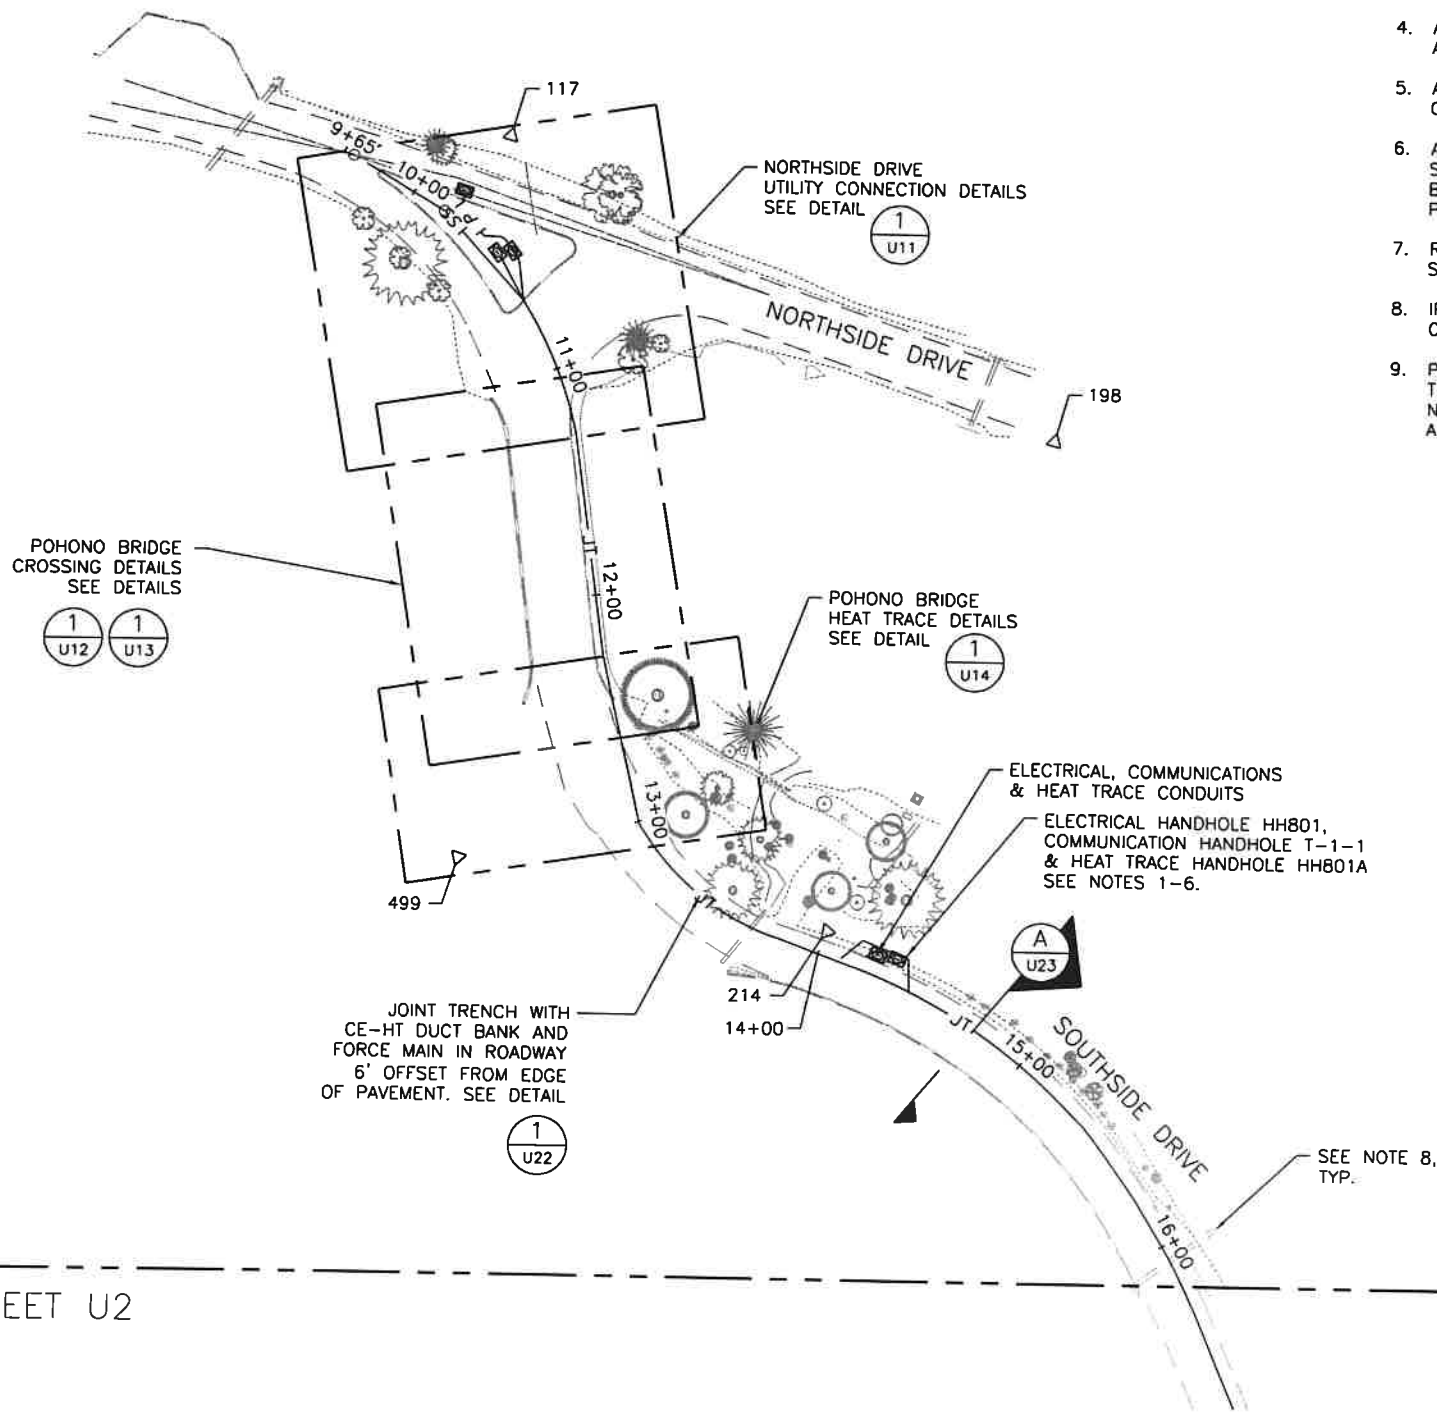 117
9+65'
10+00
NORTHSIDE DRIVE
UTILITY CONNECTION DETAILS
SEE DETAIL
1
U11
NORTHSIDE DRIVE
11+00
198
POHONO BRIDGE
CROSSING DETAILS
SEE DETAILS
1
U12
1
U13
JT
12+00
POHONO BRIDGE
HEAT TRACE DETAILS
SEE DETAIL
1
U14
13+00
499
ELECTRICAL, COMMUNICATIONS
& HEAT TRACE CONDUITS
ELECTRICAL HANDHOLE HH801,
COMMUNICATION HANDHOLE T-1-1
& HEAT TRACE HANDHOLE HH801A
SEE NOTES 1-6.
JT
A
U23
214
14+00
JOINT TRENCH WITH
CE-HT DUCT BANK AND
FORCE MAIN IN ROADWAY
6' OFFSET FROM EDGE
OF PAVEMENT. SEE DETAIL
1
U22
JT
15+00
SOUTHSIDE DRIVE
SEE NOTE 8,
TYP.
16+00
EET U2
4. A
A
5. A
C
6. A
S
B
P
7. R
S
8. IF
C
9. P
T
N
A